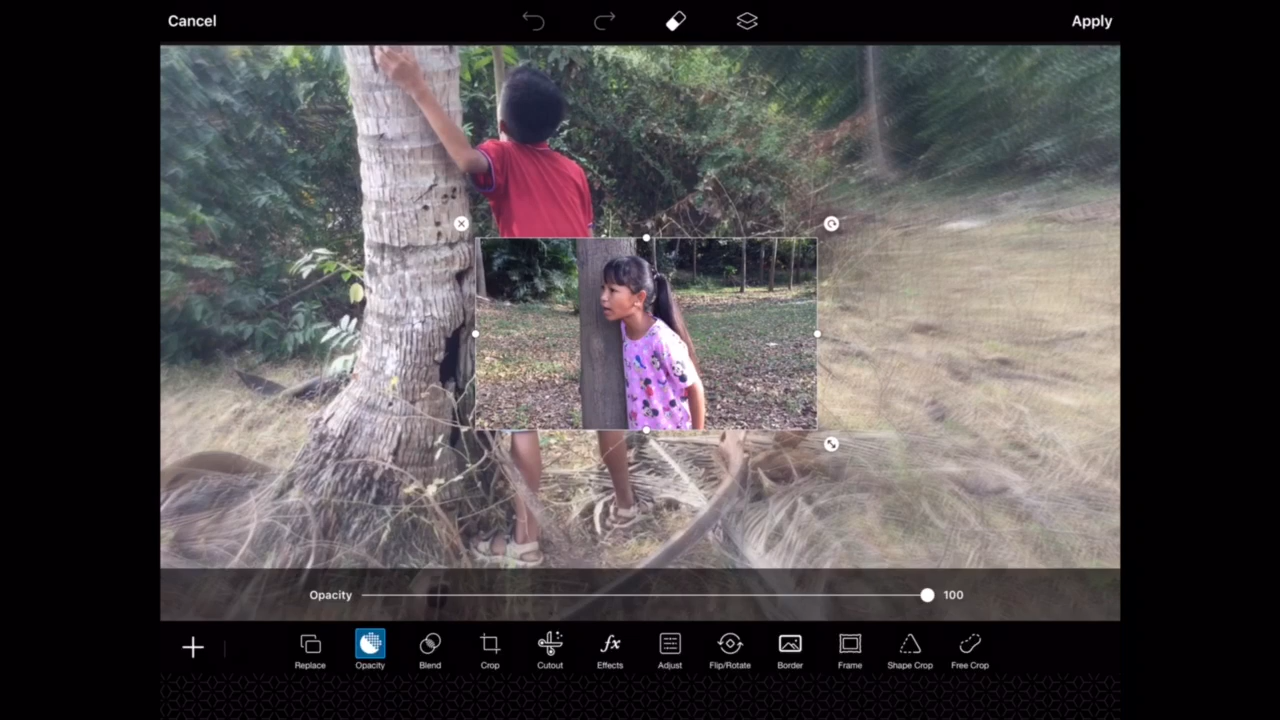 Cancel Apply
Opacity 100
Replace Opacity Blend Crop Cutout Effects Adjust Flip/Rotate Border Frame Shape Crop Free Crop